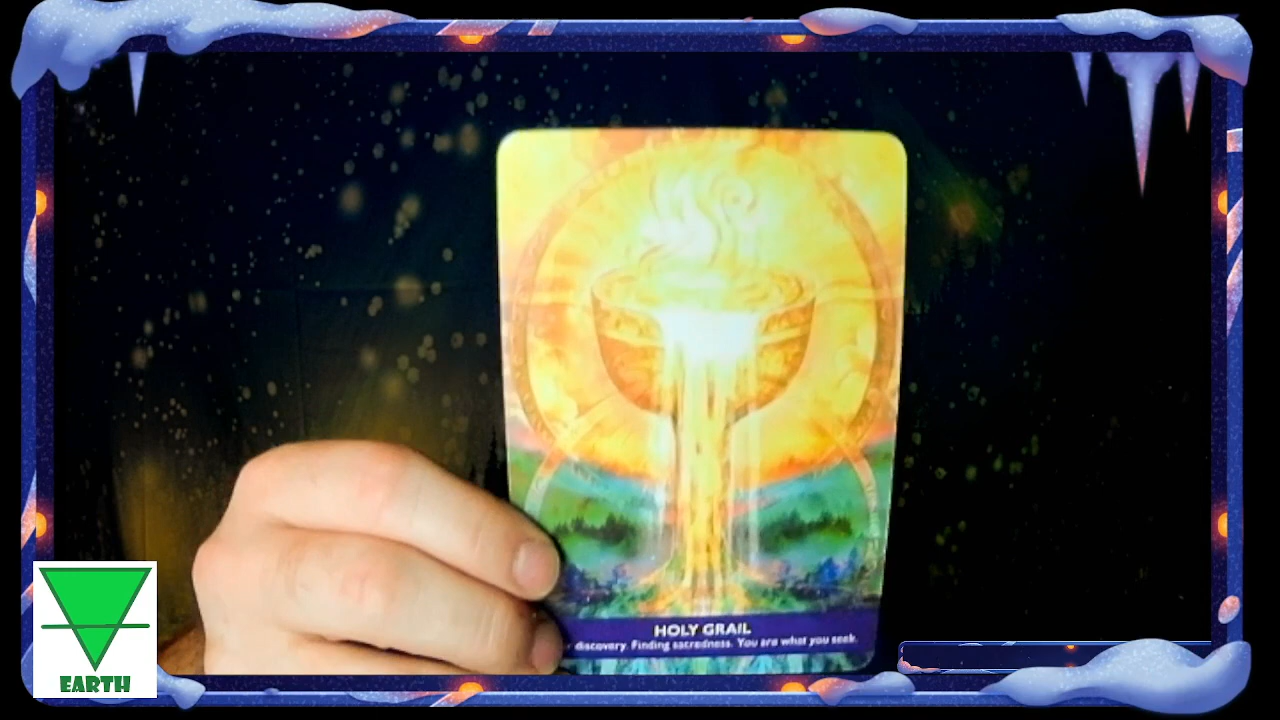 HOLY GRAIL
discovery. Finding sacredness. You are what you seek.
EARTH